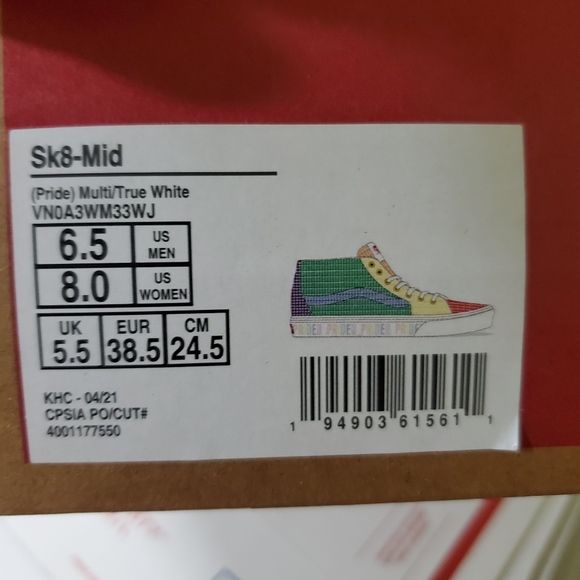 Sk8-Mid
(Pride) Multi/True White
VN0A3WM33WJ
6.5 US MEN
8.0 US WOMEN
UK EUR CM
5.5 38.5 24.5
KHC - 04/21
CPSIA PO/CUT#
4001177550
1 94903 61561 1